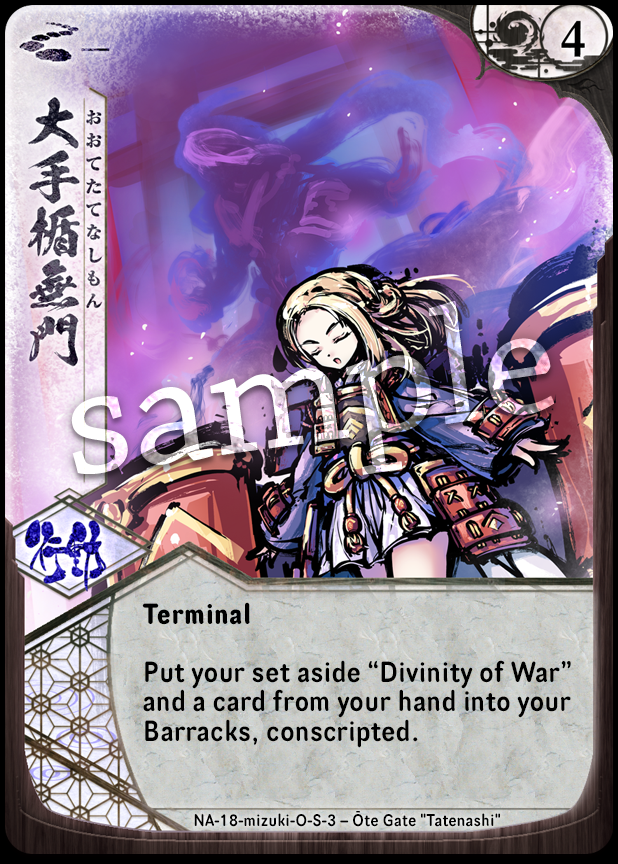 4
大手楯無門
おおてたてなしもん
sample
行動
Terminal
Put your set aside “Divinity of War”
and a card from your hand into your
Barracks, conscripted.
NA-18-mizuki-O-S-3 – Ōte Gate "Tatenashi"